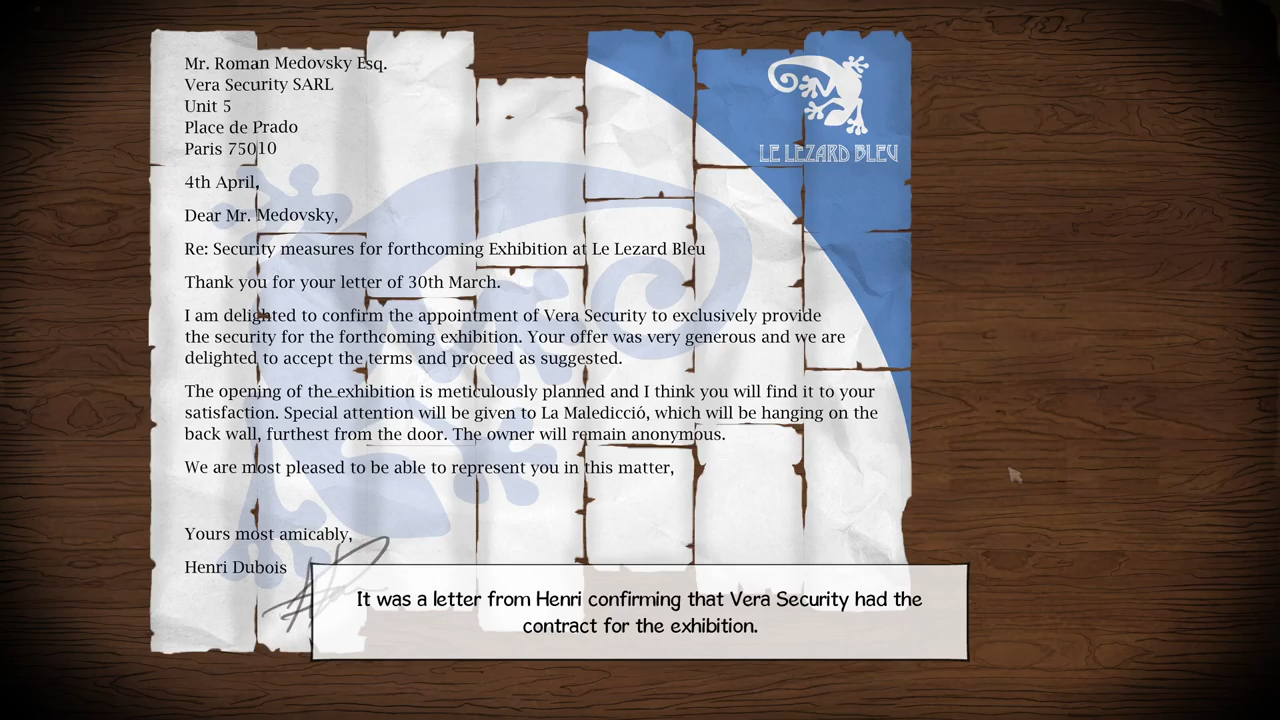 Mr. Roman Medovsky Esq.
Vera Security SARL
Unit 5
Place de Prado
Paris 75010
LE LEZARD BLEU
4th April,
Dear Mr. Medovsky,
Re: Security measures for forthcoming Exhibition at Le Lezard Bleu
Thank you for your letter of 30th March.
I am delighted to confirm the appointment of Vera Security to exclusively provide
the security for the forthcoming exhibition. Your offer was very generous and we are
delighted to accept the terms and proceed as suggested.
The opening of the exhibition is meticulously planned and I think you will find it to your
satisfaction. Special attention will be given to La Maledicció, which will be hanging on the
back wall, furthest from the door. The owner will remain anonymous.
We are most pleased to be able to represent you in this matter,
Yours most amicably,
Henri Dubois
It was a letter from Henri confirming that Vera Security had the
contract for the exhibition.